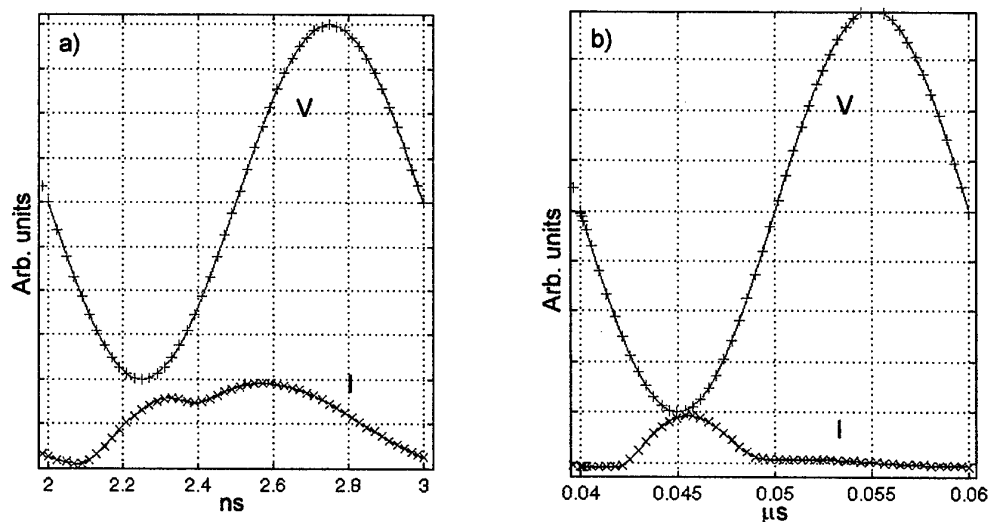 a)
V
I
Arb. units
2 2.2 2.4 2.6 2.8 3
ns
b)
V
I
Arb. units
0.04 0.045 0.05 0.055 0.06
μs